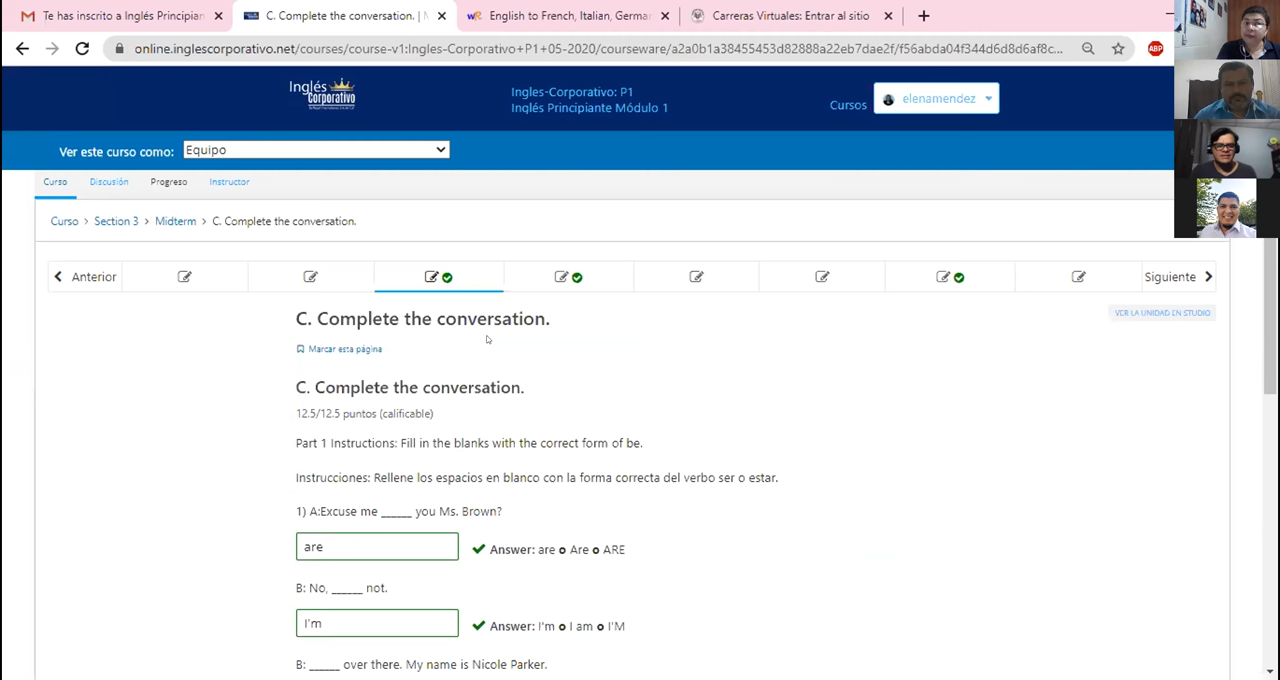 Te has inscrito a Inglés Principian
C. Complete the conversation. | M
English to French, Italian, Germa
Carreras Virtuales: Entrar al sitio
online.inglescorporativo.net/courses/course-v1:Ingles-Corporativo+P1+05-2020/courseware/a2a0b1a38455453d82888a22eb7dae2f/f56abda04f344d6d8d6af8c...
ABP
Inglés
Corporativo
Ingles-Corporativo: P1
Inglés Principiante Módulo 1
Cursos
elenamendez
Ver este curso como:
Equipo
Curso
Discusión
Progreso
Instructor
Curso > Section 3 > Midterm > C. Complete the conversation.
Anterior
Siguiente
C. Complete the conversation.
VER LA UNIDAD EN STUDIO
Marcar esta página
C. Complete the conversation.
12.5/12.5 puntos (calificable)
Part 1 Instructions: Fill in the blanks with the correct form of be.
Instrucciones: Rellene los espacios en blanco con la forma correcta del verbo ser o estar.
1) A:Excuse me ______ you Ms. Brown?
are
Answer: are o Are o ARE
B: No, ______ not.
I'm
Answer: I'm o I am o I'M
B: ______ over there. My name is Nicole Parker.